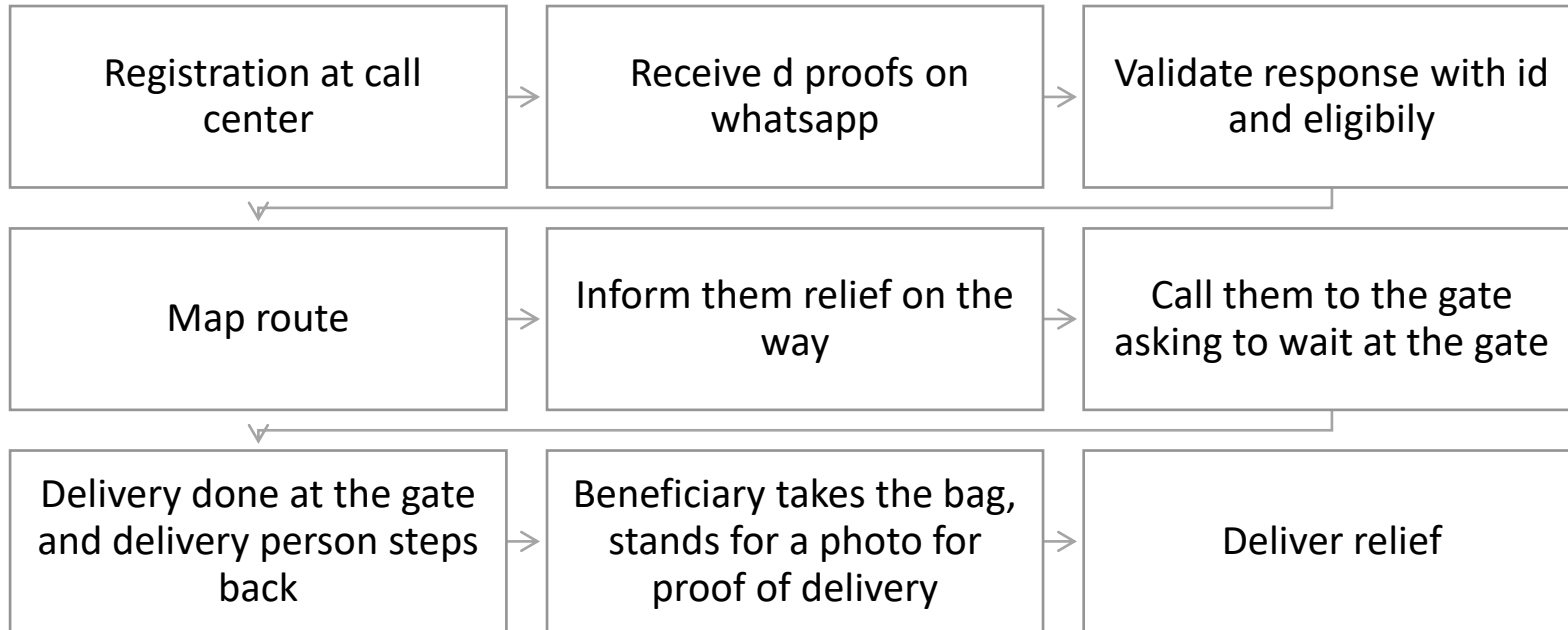 Registration at call
center
Receive d proofs on
whatsapp
Validate response with id
and eligibily
Map route
Inform them relief on the
way
Call them to the gate
asking to wait at the gate
Delivery done at the gate
and delivery person steps
back
Beneficiary takes the bag,
stands for a photo for
proof of delivery
Deliver relief